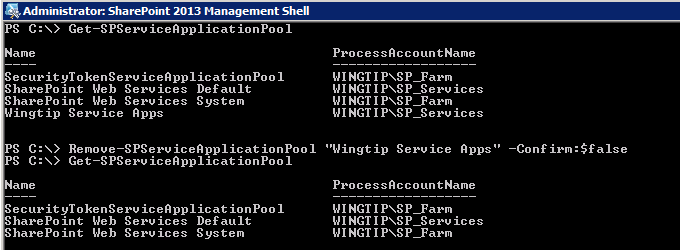 Administrator: SharePoint 2013 Management Shell
PS C:\> Get-SPServiceApplicationPool
Name ProcessAccountName
---- ------------------
SecurityTokenServiceApplicationPool WINGTIP\SP_Farm
SharePoint Web Services Default WINGTIP\SP_Services
SharePoint Web Services System WINGTIP\SP_Farm
Wingtip Service Apps WINGTIP\SP_Services
PS C:\> Remove-SPServiceApplicationPool "Wingtip Service Apps" -Confirm:$false
PS C:\> Get-SPServiceApplicationPool
Name ProcessAccountName
---- ------------------
SecurityTokenServiceApplicationPool WINGTIP\SP_Farm
SharePoint Web Services Default WINGTIP\SP_Services
SharePoint Web Services System WINGTIP\SP_Farm